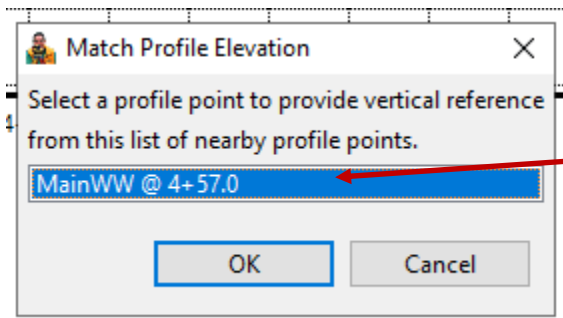 Match Profile Elevation
Select a profile point to provide vertical reference
from this list of nearby profile points.
MainWW @ 4+57.0
OK
Cancel